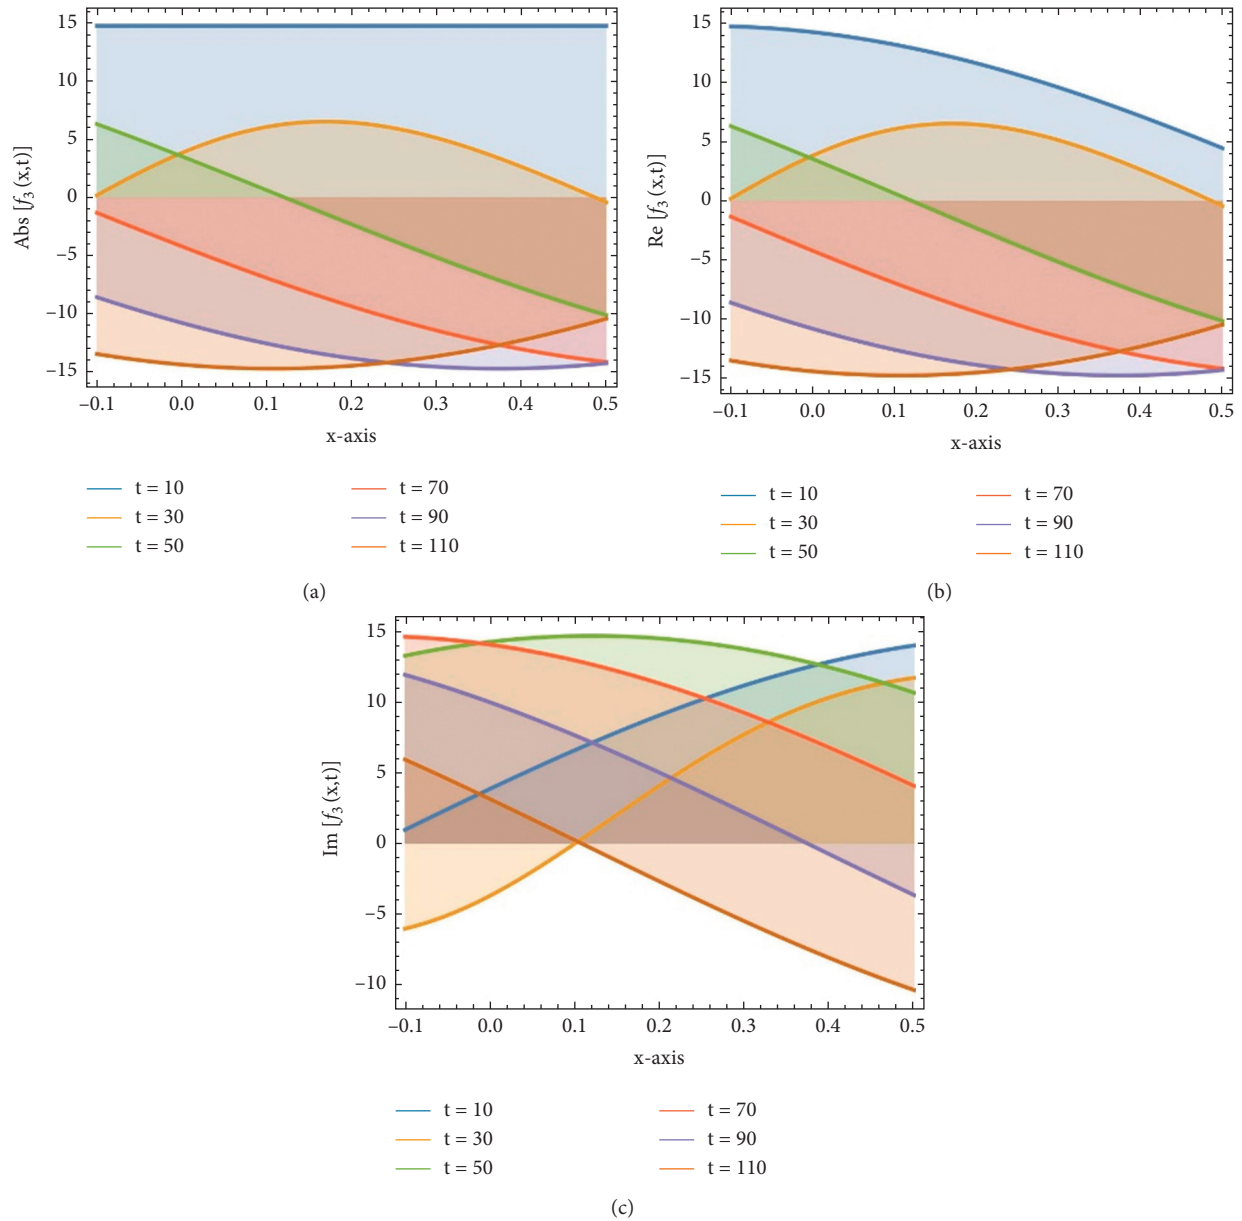 Abs [f₃ (x,t)]
15
10
5
0
−5
−10
−15
−0.1 0.0 0.1 0.2 0.3 0.4 0.5
x-axis
t = 10 t = 70
t = 30 t = 90
t = 50 t = 110
(a)
Re [f₃ (x,t)]
15
10
5
0
−5
−10
−15
−0.1 0.0 0.1 0.2 0.3 0.4 0.5
x-axis
t = 10 t = 70
t = 30 t = 90
t = 50 t = 110
(b)
Im [f₃ (x,t)]
15
10
5
0
−5
−10
−0.1 0.0 0.1 0.2 0.3 0.4 0.5
x-axis
t = 10 t = 70
t = 30 t = 90
t = 50 t = 110
(c)